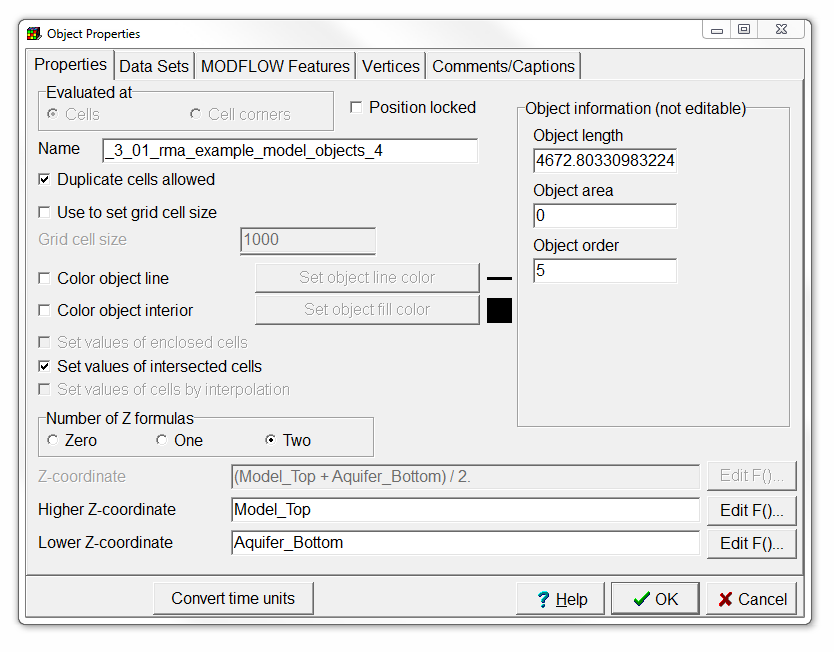 Object Properties
Properties
Data Sets
MODFLOW Features
Vertices
Comments/Captions
Evaluated at
Cells
Cell corners
Position locked
Name
_3_01_rma_example_model_objects_4
Duplicate cells allowed
Use to set grid cell size
Grid cell size
1000
Color object line
Set object line color
Color object interior
Set object fill color
Set values of enclosed cells
Set values of intersected cells
Set values of cells by interpolation
Number of Z formulas
Zero
One
Two
Object information (not editable)
Object length
4672.80330983224
Object area
0
Object order
5
Z-coordinate
(Model_Top + Aquifer_Bottom) / 2.
Edit F()...
Higher Z-coordinate
Model_Top
Edit F()...
Lower Z-coordinate
Aquifer_Bottom
Edit F()...
Convert time units
? Help
OK
Cancel